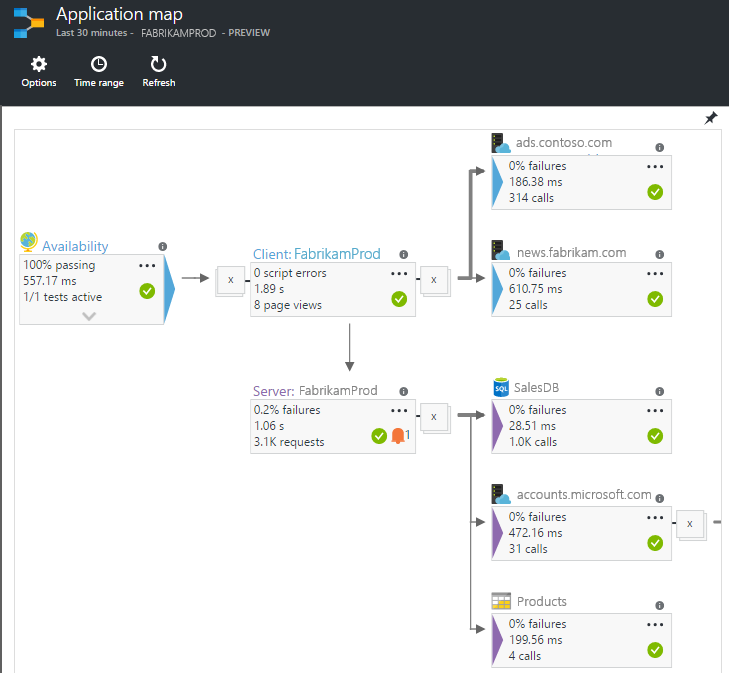 Application map
Last 30 minutes - FABRIKAMPROD - PREVIEW
Options
Time range
Refresh
ads.contoso.com
0% failures
186.38 ms
314 calls
Availability
100% passing
557.17 ms
1/1 tests active
x
Client: FabrikamProd
0 script errors
1.89 s
8 page views
x
news.fabrikam.com
0% failures
610.75 ms
25 calls
Server: FabrikamProd
0.2% failures
1.06 s
3.1K requests
1
x
SQL
SalesDB
0% failures
28.51 ms
1.0K calls
accounts.microsoft.com
0% failures
472.16 ms
31 calls
x
Products
0% failures
199.56 ms
4 calls